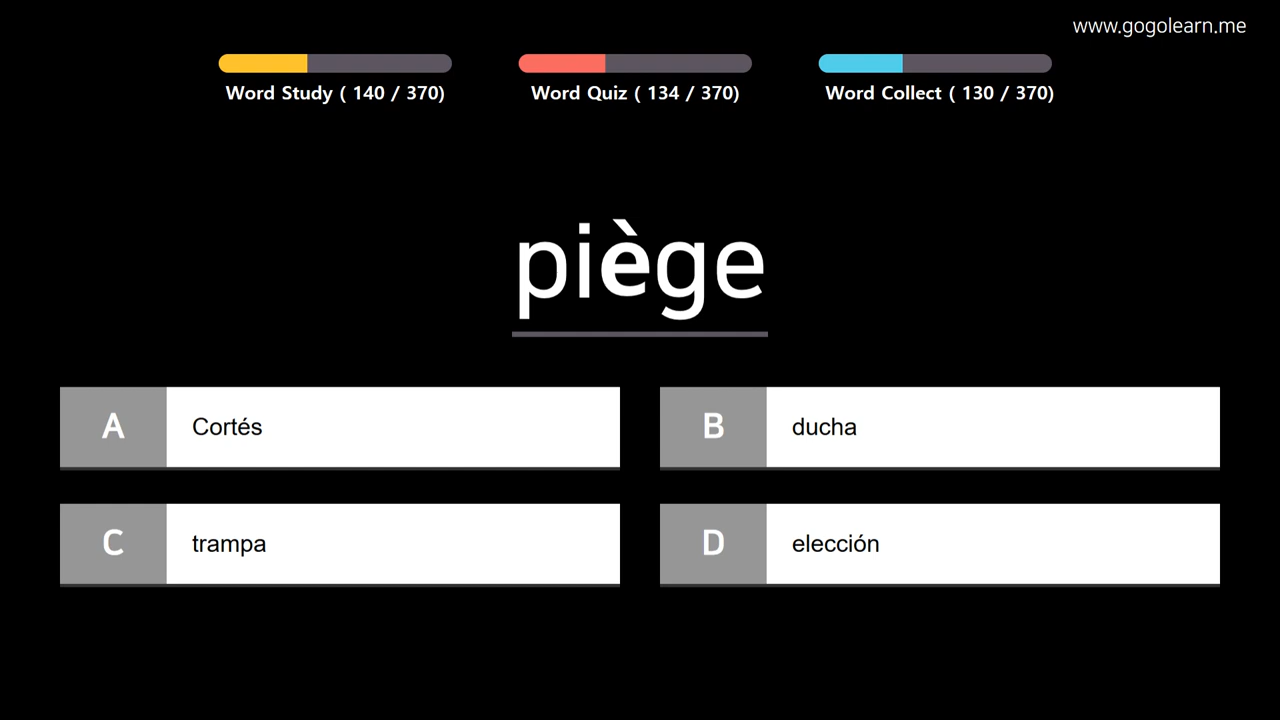 www.gogolearn.me
Word Study ( 140 / 370)
Word Quiz ( 134 / 370)
Word Collect ( 130 / 370)
piège
A Cortés
B ducha
C trampa
D elección